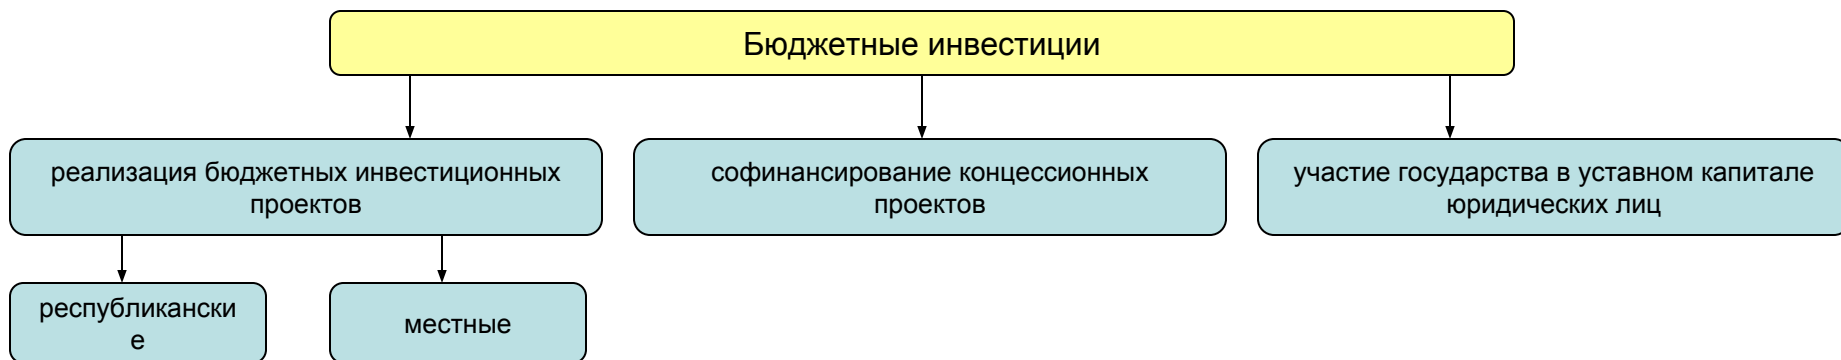 Бюджетные инвестиции
реализация бюджетных инвестиционных
проектов
софинансирование концессионных
проектов
участие государства в уставном капитале
юридических лиц
республикански
е
местные